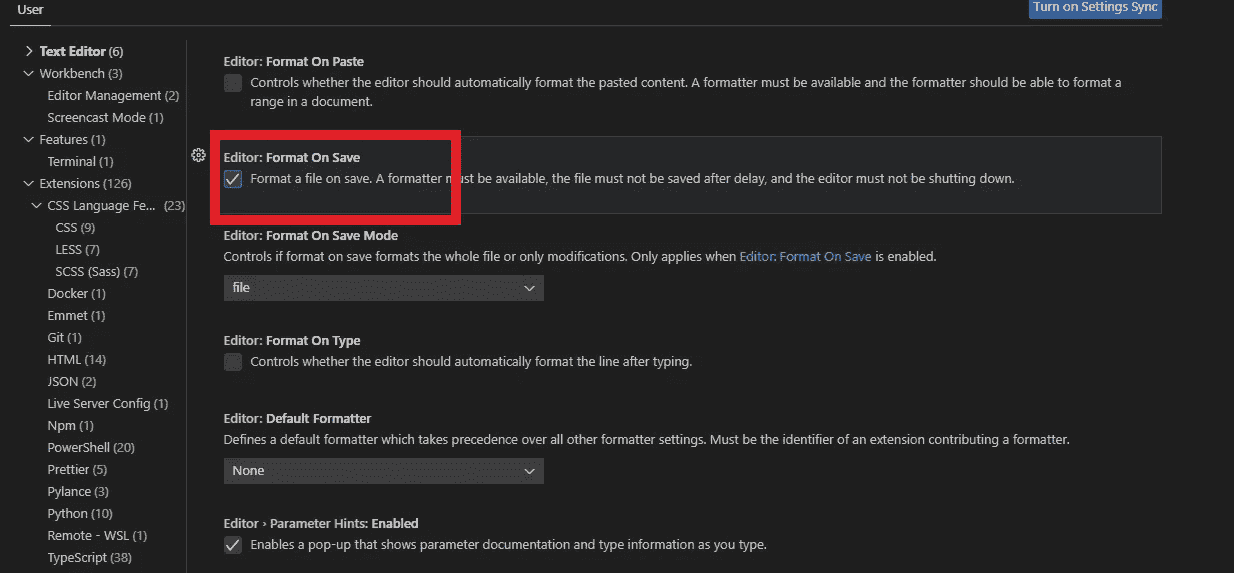 User
Turn on Settings Sync
Text Editor (6)
Workbench (3)
Editor Management (2)
Screencast Mode (1)
Features (1)
Terminal (1)
Extensions (126)
CSS Language Fe... (23)
CSS (9)
LESS (7)
SCSS (Sass) (7)
Docker (1)
Emmet (1)
Git (1)
HTML (14)
JSON (2)
Live Server Config (1)
Npm (1)
PowerShell (20)
Prettier (5)
Pylance (3)
Python (10)
Remote - WSL (1)
TypeScript (38)
Editor: Format On Paste
Controls whether the editor should automatically format the pasted content. A formatter must be available and the formatter should be able to format a
range in a document.
Editor: Format On Save
Format a file on save. A formatter must be available, the file must not be saved after delay, and the editor must not be shutting down.
Editor: Format On Save Mode
Controls if format on save formats the whole file or only modifications. Only applies when Editor: Format On Save is enabled.
file
Editor: Format On Type
Controls whether the editor should automatically format the line after typing.
Editor: Default Formatter
Defines a default formatter which takes precedence over all other formatter settings. Must be the identifier of an extension contributing a formatter.
None
Editor › Parameter Hints: Enabled
Enables a pop-up that shows parameter documentation and type information as you type.